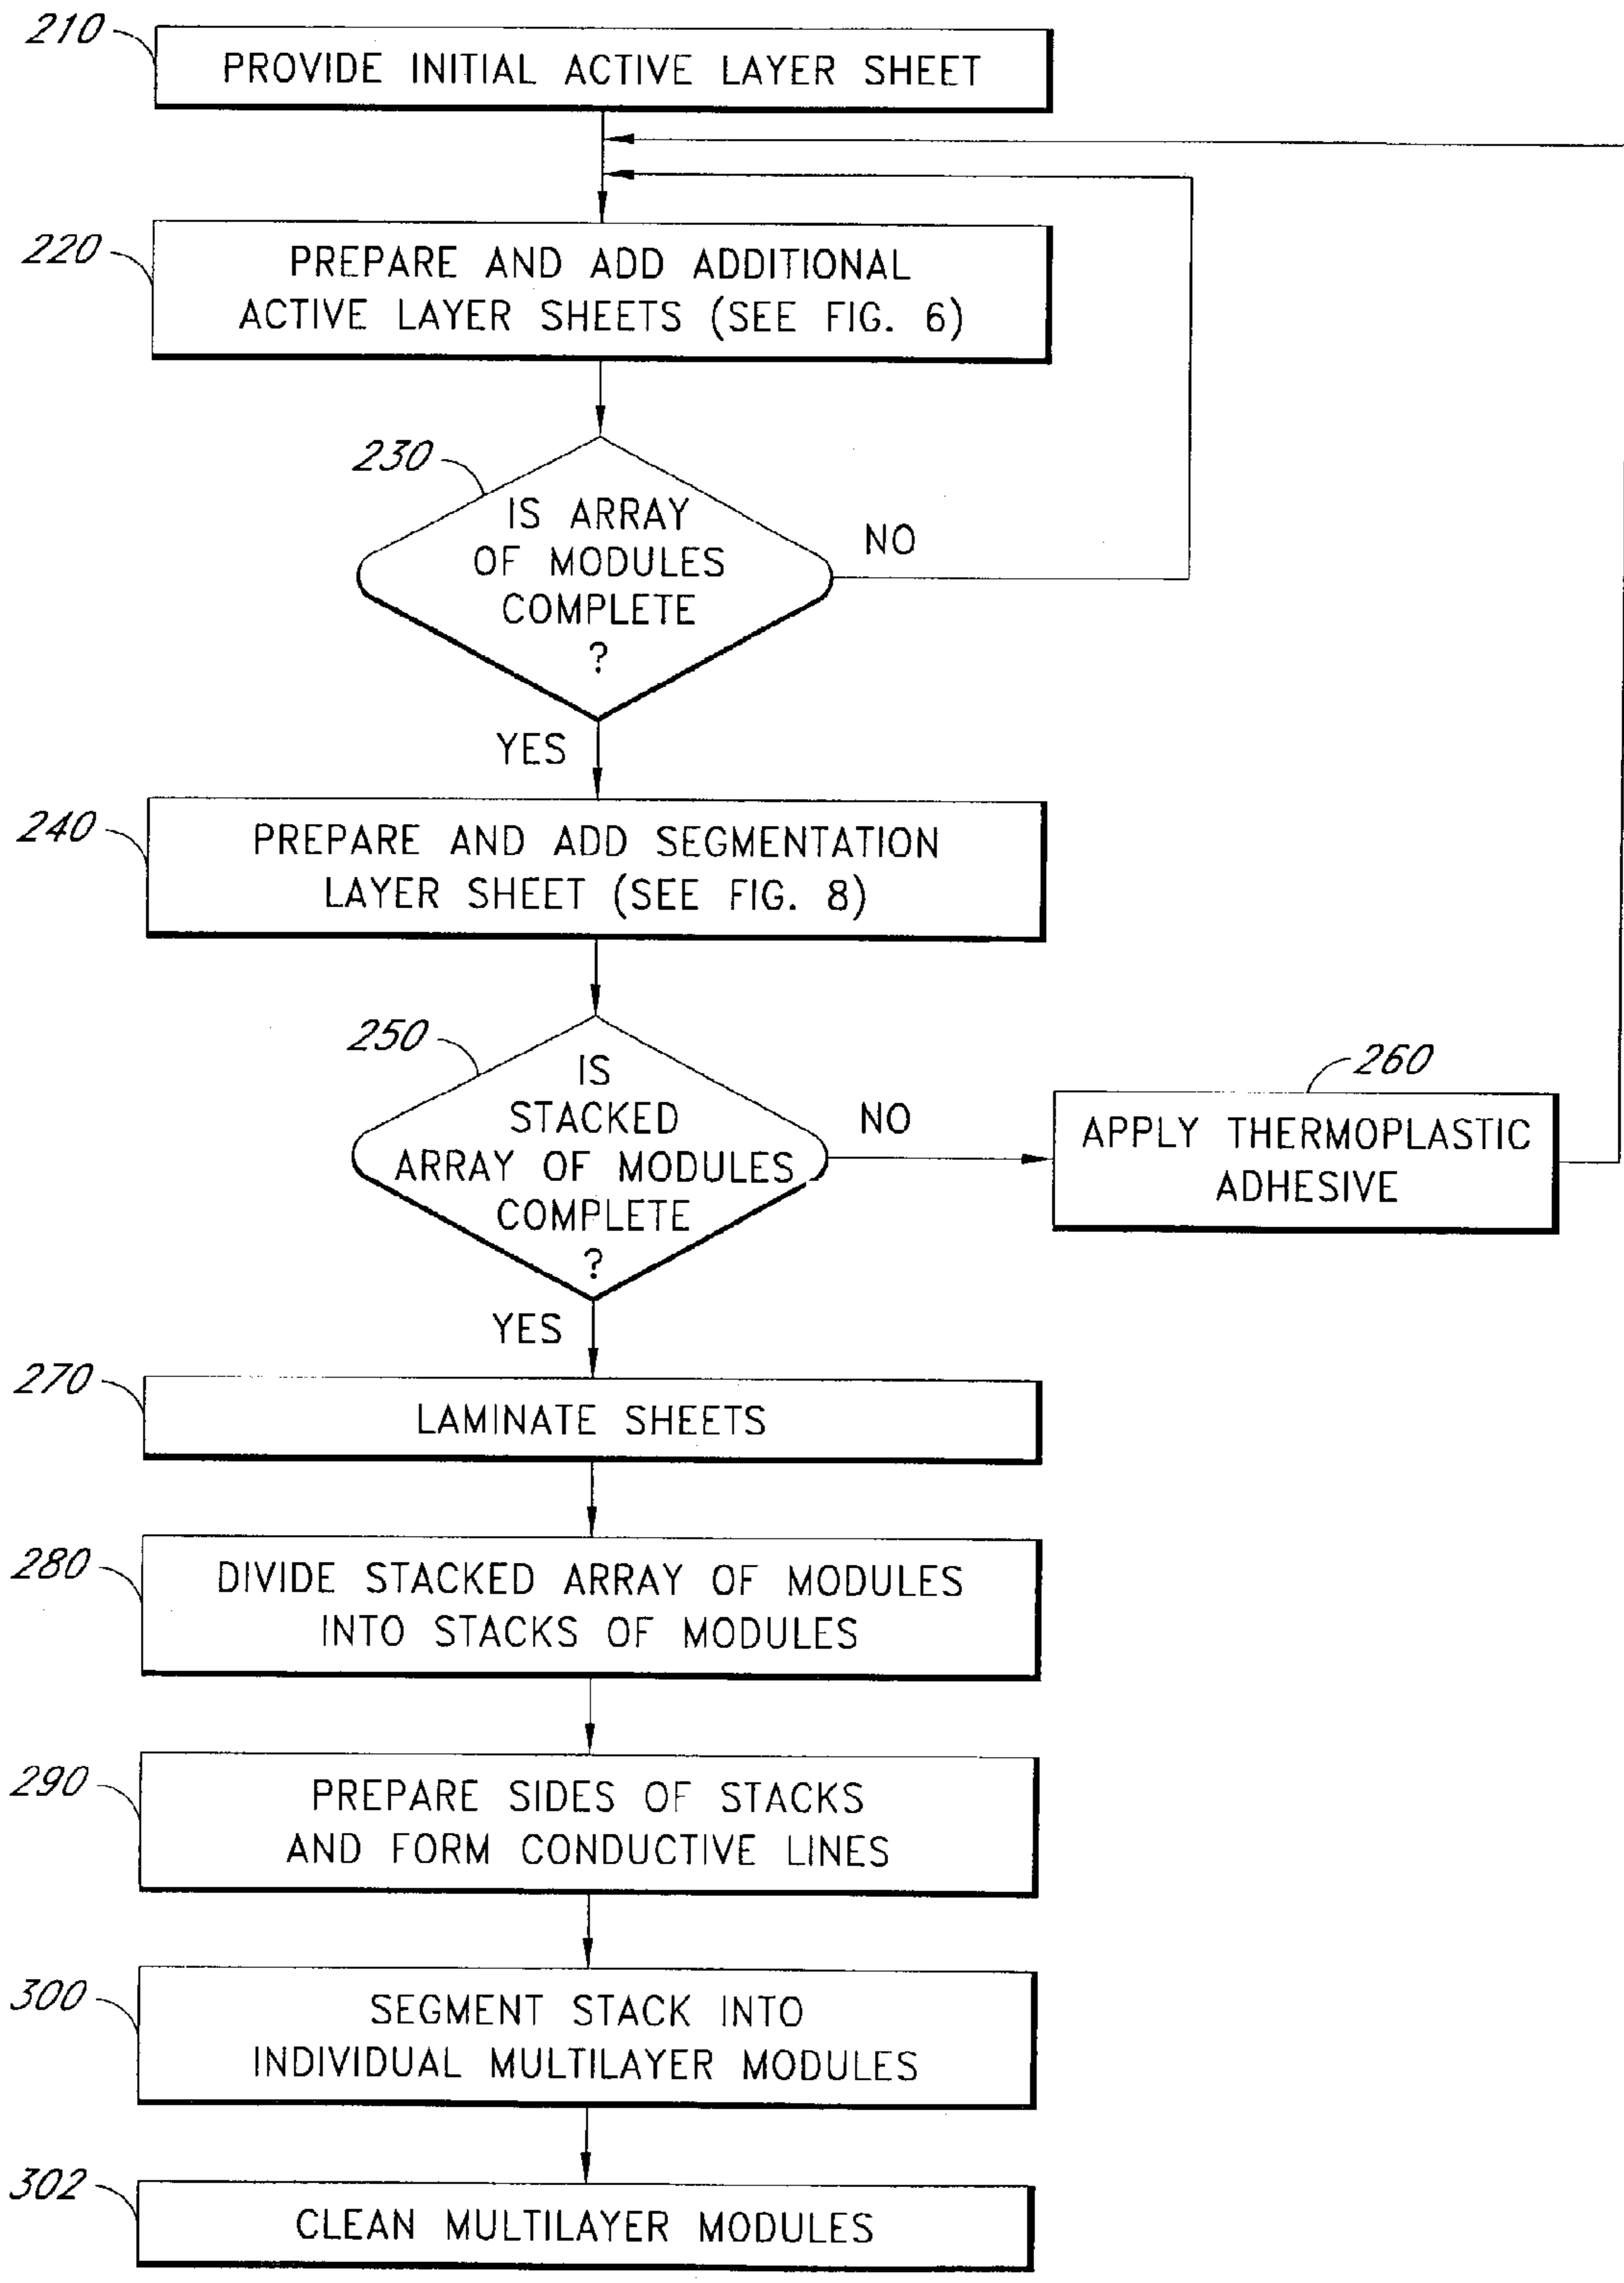 210
PROVIDE INITIAL ACTIVE LAYER SHEET
220
PREPARE AND ADD ADDITIONAL
ACTIVE LAYER SHEETS (SEE FIG. 6)
230
IS ARRAY
OF MODULES
COMPLETE
?
NO
YES
240
PREPARE AND ADD SEGMENTATION
LAYER SHEET (SEE FIG. 8)
250
IS
STACKED
ARRAY OF MODULES
COMPLETE
?
NO
260
APPLY THERMOPLASTIC
ADHESIVE
YES
270
LAMINATE SHEETS
280
DIVIDE STACKED ARRAY OF MODULES
INTO STACKS OF MODULES
290
PREPARE SIDES OF STACKS
AND FORM CONDUCTIVE LINES
300
SEGMENT STACK INTO
INDIVIDUAL MULTILAYER MODULES
302
CLEAN MULTILAYER MODULES